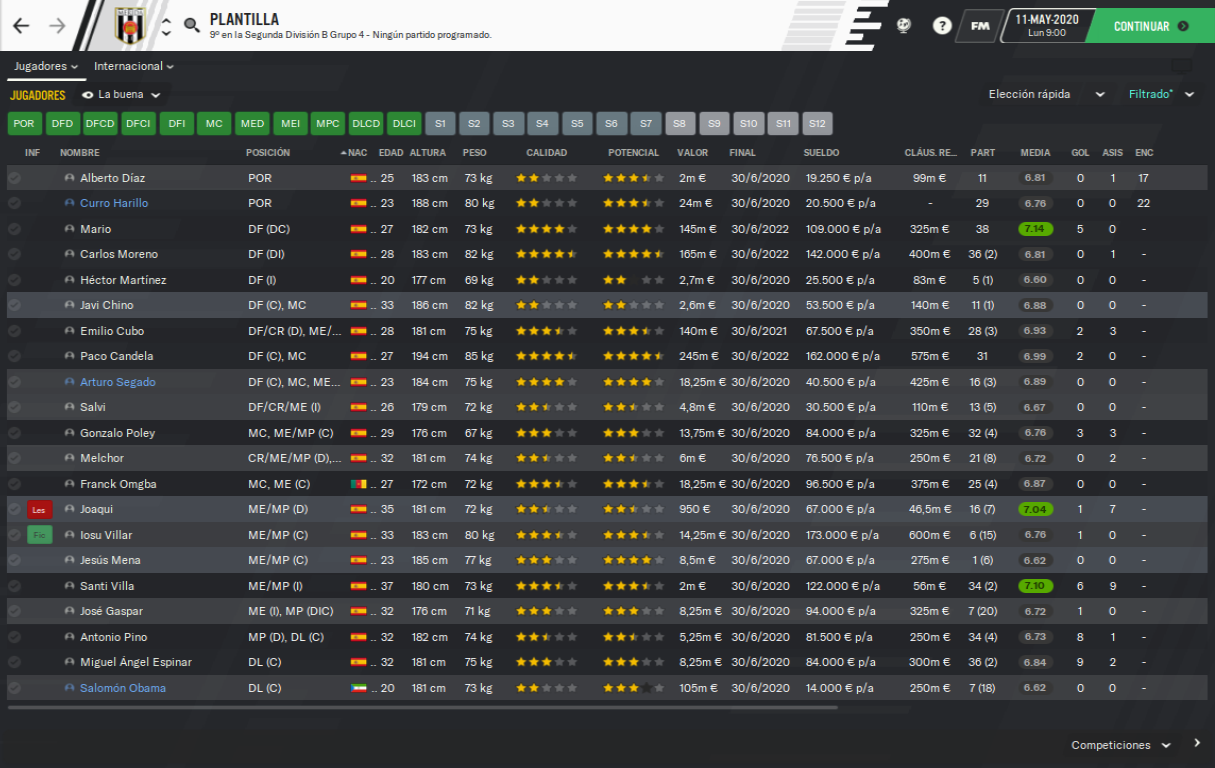 PLANTILLA
9º en la Segunda División B Grupo 4 - Ningún partido programado.
? FM 11-MAY-2020 Lun 9:00 CONTINUAR
Jugadores Internacional
JUGADORES La buena Elección rápida Filtrado*
POR DFD DFCD DFCI DFI MC MED MEI MPC DLCD DLCI S1 S2 S3 S4 S5 S6 S7 S8 S9 S10 S11 S12
INF NOMBRE POSICIÓN NAC EDAD ALTURA PESO CALIDAD POTENCIAL VALOR FINAL SUELDO CLÁUS. RE... PART MEDIA GOL ASIS ENC
Alberto Díaz POR .. 25 183 cm 73 kg 2m € 30/6/2020 19.250 € p/a 99m € 11 6.81 0 1 17
Curro Harillo POR .. 23 188 cm 80 kg 24m € 30/6/2020 20.500 € p/a - 29 6.76 0 0 22
Mario DF (DC) .. 27 182 cm 73 kg 145m € 30/6/2022 109.000 € p/a 325m € 38 7.14 5 0 -
Carlos Moreno DF (DI) .. 28 183 cm 82 kg 165m € 30/6/2022 142.000 € p/a 400m € 36 (2) 6.81 0 1 -
Héctor Martínez DF (I) .. 20 177 cm 69 kg 2,7m € 30/6/2020 25.500 € p/a 83m € 5 (1) 6.60 0 0 -
Javi Chino DF (C), MC .. 33 186 cm 82 kg 2,6m € 30/6/2020 53.500 € p/a 140m € 11 (1) 6.88 0 0 -
Emilio Cubo DF/CR (D), ME/... .. 28 181 cm 75 kg 140m € 30/6/2021 67.500 € p/a 350m € 28 (3) 6.93 2 3 -
Paco Candela DF (C), MC .. 27 194 cm 85 kg 245m € 30/6/2022 162.000 € p/a 575m € 31 6.99 2 0 -
Arturo Segado DF (C), MC, ME... .. 23 184 cm 75 kg 18,25m € 30/6/2020 40.500 € p/a 425m € 16 (3) 6.89 0 0 -
Salvi DF/CR/ME (I) .. 26 179 cm 72 kg 4,8m € 30/6/2020 30.500 € p/a 110m € 13 (5) 6.67 0 0 -
Gonzalo Poley MC, ME/MP (C) .. 29 176 cm 67 kg 13,75m € 30/6/2020 84.000 € p/a 325m € 32 (4) 6.76 3 3 -
Melchor CR/ME/MP (D),... .. 32 181 cm 74 kg 6m € 30/6/2020 76.500 € p/a 250m € 21 (8) 6.72 0 2 -
Franck Omgba MC, ME (C) .. 27 172 cm 72 kg 18,25m € 30/6/2020 96.500 € p/a 375m € 25 (4) 6.87 0 0 -
Les Joaqui ME/MP (D) .. 35 181 cm 72 kg 950 € 30/6/2020 67.000 € p/a 46,5m € 16 (7) 7.04 1 7 -
Fic Iosu Villar ME/MP (C) .. 33 183 cm 80 kg 14,25m € 30/6/2020 173.000 € p/a 600m € 6 (15) 6.76 1 0 -
Jesús Mena ME/MP (C) .. 23 185 cm 77 kg 8,5m € 30/6/2020 67.000 € p/a 275m € 1 (6) 6.62 0 0 -
Santi Villa ME/MP (I) .. 37 180 cm 73 kg 2m € 30/6/2020 122.000 € p/a 56m € 34 (2) 7.10 6 9 -
José Gaspar ME (I), MP (DIC) .. 32 176 cm 71 kg 8,25m € 30/6/2020 94.000 € p/a 325m € 7 (20) 6.72 1 0 -
Antonio Pino MP (D), DL (C) .. 32 182 cm 74 kg 5,25m € 30/6/2020 81.500 € p/a 250m € 34 (4) 6.73 8 1 -
Miguel Ángel Espinar DL (C) .. 32 181 cm 75 kg 8,25m € 30/6/2020 84.000 € p/a 300m € 36 (2) 6.84 9 2 -
Salomón Obama DL (C) .. 20 181 cm 73 kg 105m € 30/6/2020 14.000 € p/a 250m € 7 (18) 6.62 0 0 -
Competiciones